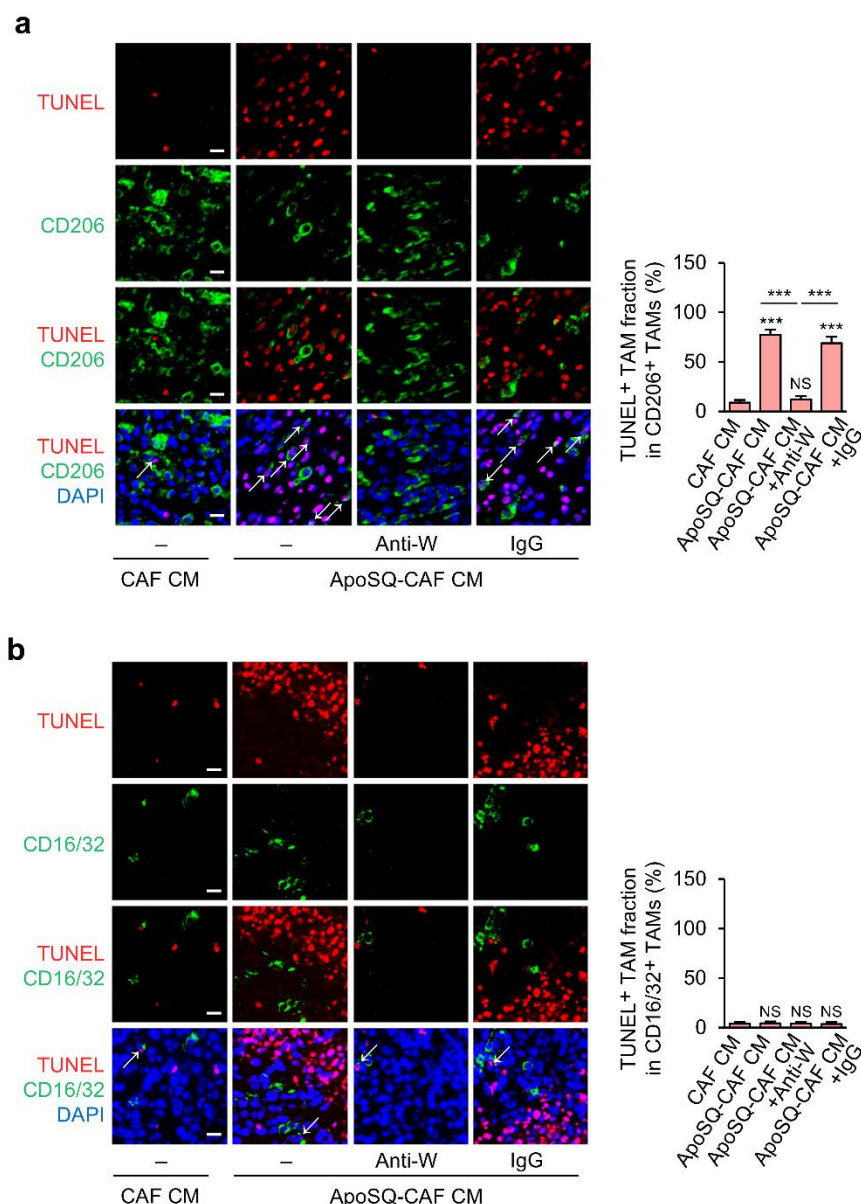 a
TUNEL
CD206
TUNEL
CD206
TUNEL
CD206
DAPI
–
–
Anti-W
IgG
CAF CM
ApoSQ-CAF CM
TUNEL+ TAM fraction
in CD206+ TAMs (%)
150
100
50
0
***
***
***
NS
***
CAF CM
ApoSQ-CAF CM
ApoSQ-CAF CM
+Anti-W
ApoSQ-CAF CM
+IgG
b
TUNEL
CD16/32
TUNEL
CD16/32
TUNEL
CD16/32
DAPI
–
–
Anti-W
IgG
CAF CM
ApoSQ-CAF CM
TUNEL+ TAM fraction
in CD16/32+ TAMs (%)
150
100
50
0
NS
NS
NS
CAF CM
ApoSQ-CAF CM
ApoSQ-CAF CM
+Anti-W
ApoSQ-CAF CM
+IgG